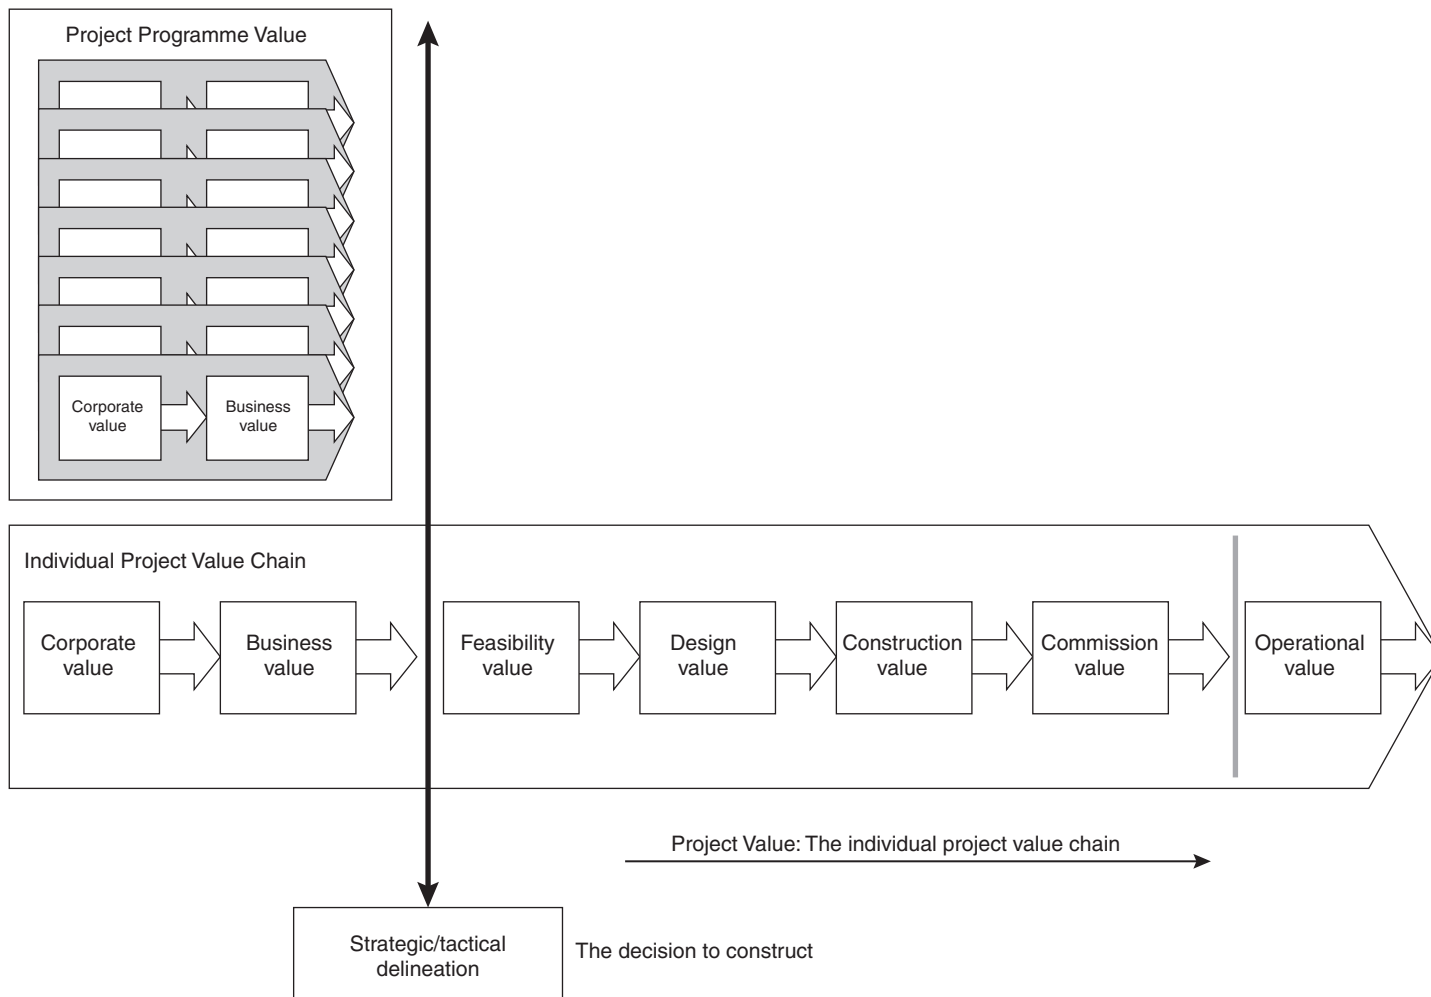 Project Programme Value
Corporate
value
Business
value
Individual Project Value Chain
Corporate
value
Business
value
Feasibility
value
Design
value
Construction
value
Commission
value
Operational
value
Project Value: The individual project value chain
Strategic/tactical
delineation
The decision to construct